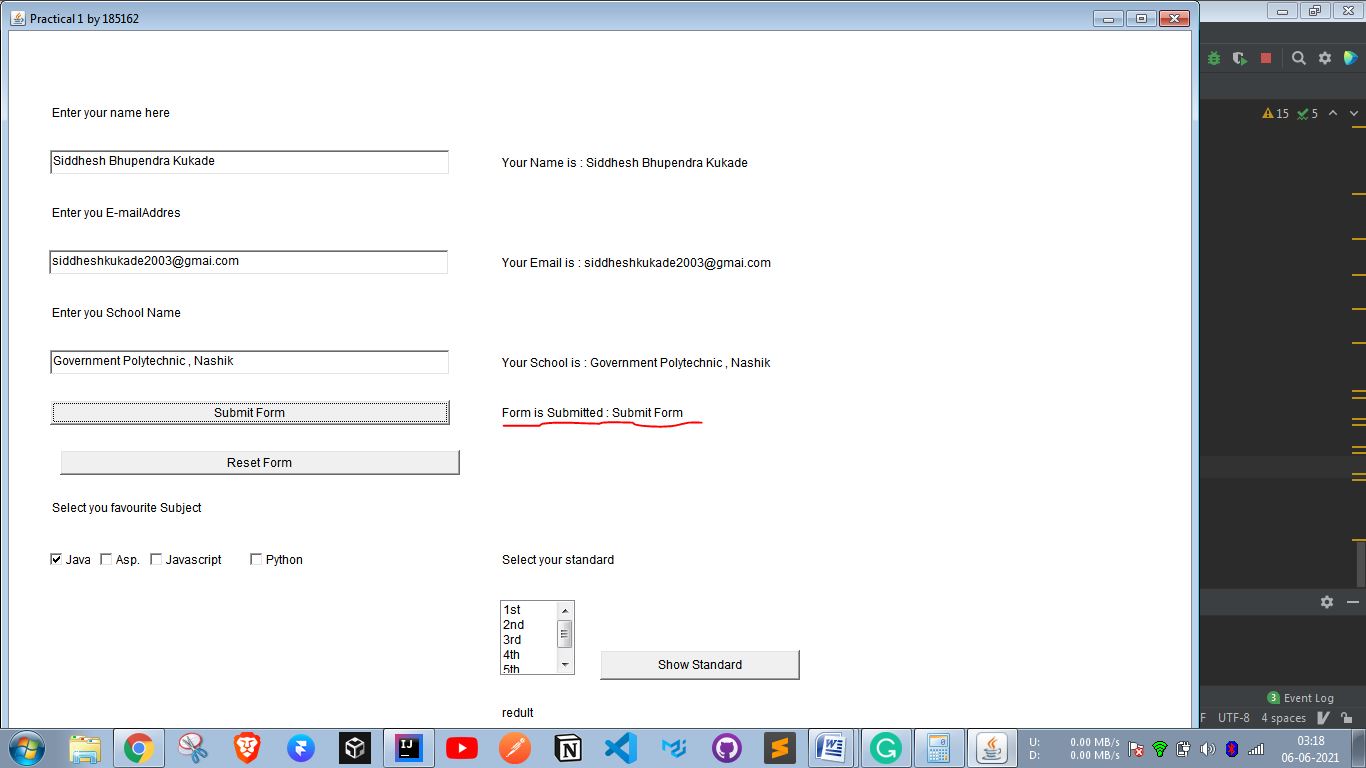 Practical 1 by 185162
15 5
Enter your name here
Siddhesh Bhupendra Kukade
Your Name is : Siddhesh Bhupendra Kukade
Enter you E-mailAddres
siddheshkukade2003@gmai.com
Your Email is : siddheshkukade2003@gmai.com
Enter you School Name
Government Polytechnic , Nashik
Your School is : Government Polytechnic , Nashik
Submit Form
Form is Submitted : Submit Form
Reset Form
Select you favourite Subject
Java Asp. Javascript Python
Select your standard
1st
2nd
3rd
4th
5th
Show Standard
redult
3 Event Log
F UTF-8 4 spaces
U: 0.00 MB/s
D: 0.00 MB/s
03:18
06-06-2021